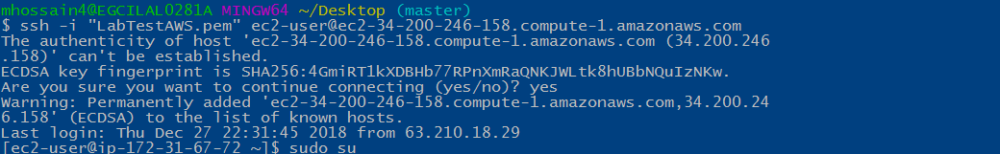 mhossain4@EGCILAL0281A MINGW64 ~/Desktop (master)
$ ssh -i "LabTestAWS.pem" ec2-user@ec2-34-200-246-158.compute-1.amazonaws.com
The authenticity of host 'ec2-34-200-246-158.compute-1.amazonaws.com (34.200.246
.158)' can't be established.
ECDSA key fingerprint is SHA256:4GmiRT1kXDBHb77RPnXmRaQNKJWLtk8hUBbNQuIzNKw.
Are you sure you want to continue connecting (yes/no)? yes
Warning: Permanently added 'ec2-34-200-246-158.compute-1.amazonaws.com,34.200.24
6.158' (ECDSA) to the list of known hosts.
Last login: Thu Dec 27 22:31:45 2018 from 63.210.18.29
[ec2-user@ip-172-31-67-72 ~]$ sudo su